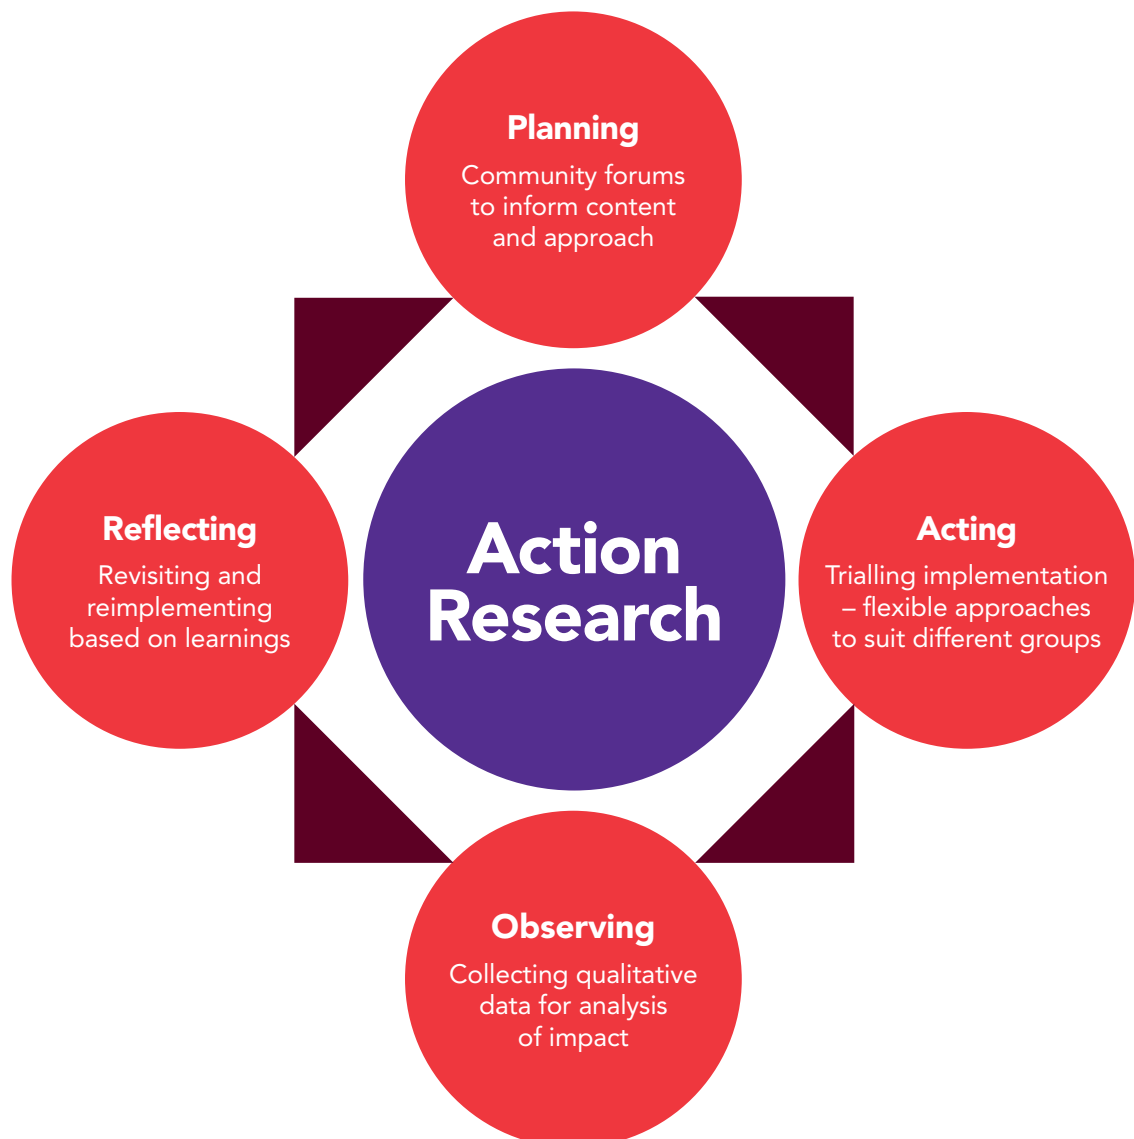 Planning
Community forums
to inform content
and approach
Reflecting
Revisiting and
reimplementing
based on learnings
Action
Research
Acting
Trialling implementation
– flexible approaches
to suit different groups
Observing
Collecting qualitative
data for analysis
of impact